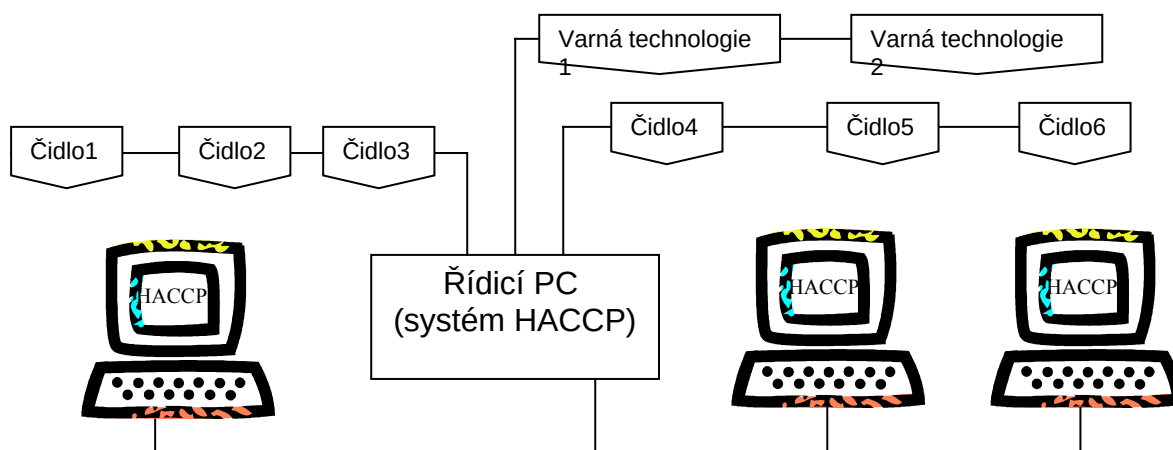 Varná technologie
1
Varná technologie
2
Čidlo4
Čidlo5
Čidlo6
Čidlo1
Čidlo2
Čidlo3
HACCP
Řídicí PC
(systém HACCP)
HACCP
HACCP